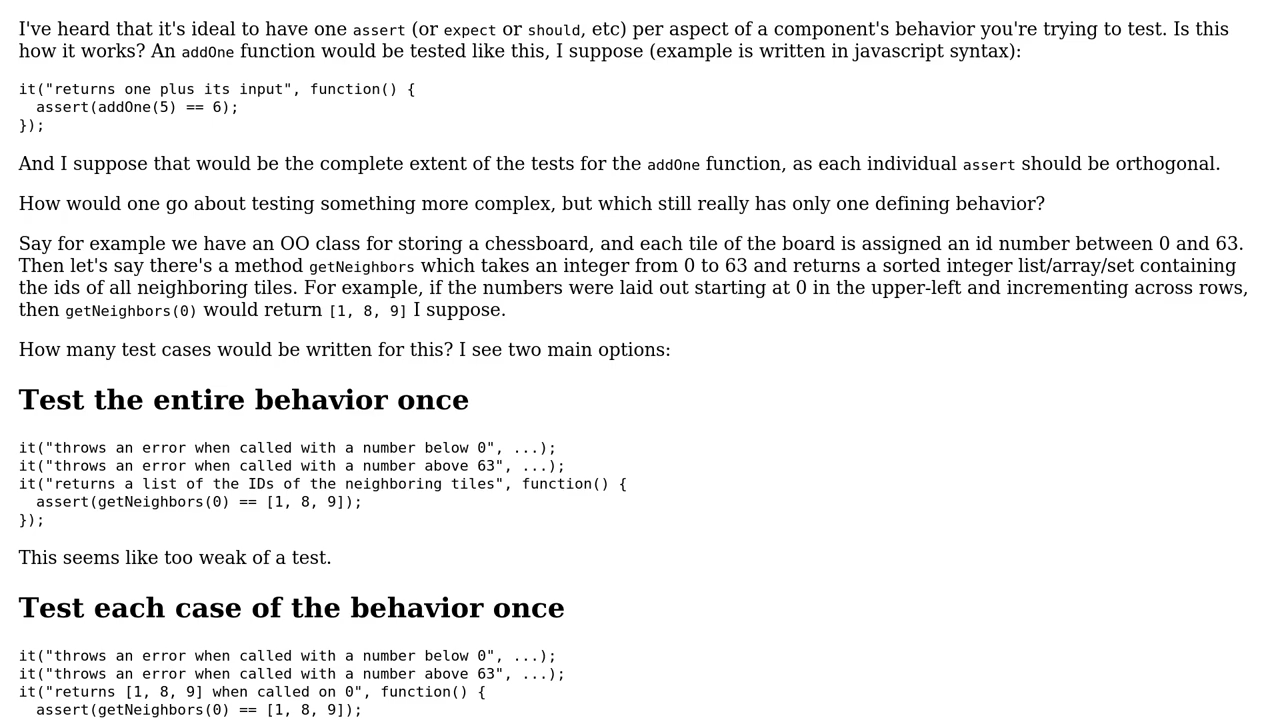 I've heard that it's ideal to have one assert (or expect or should, etc) per aspect of a component's behavior you're trying to test. Is this
how it works? An addOne function would be tested like this, I suppose (example is written in javascript syntax):
it("returns one plus its input", function() {
  assert(addOne(5) == 6);
});
And I suppose that would be the complete extent of the tests for the addOne function, as each individual assert should be orthogonal.
How would one go about testing something more complex, but which still really has only one defining behavior?
Say for example we have an OO class for storing a chessboard, and each tile of the board is assigned an id number between 0 and 63.
Then let's say there's a method getNeighbors which takes an integer from 0 to 63 and returns a sorted integer list/array/set containing
the ids of all neighboring tiles. For example, if the numbers were laid out starting at 0 in the upper-left and incrementing across rows,
then getNeighbors(0) would return [1, 8, 9] I suppose.
How many test cases would be written for this? I see two main options:
Test the entire behavior once
it("throws an error when called with a number below 0", ...);
it("throws an error when called with a number above 63", ...);
it("returns a list of the IDs of the neighboring tiles", function() {
  assert(getNeighbors(0) == [1, 8, 9]);
});
This seems like too weak of a test.
Test each case of the behavior once
it("throws an error when called with a number below 0", ...);
it("throws an error when called with a number above 63", ...);
it("returns [1, 8, 9] when called on 0", function() {
  assert(getNeighbors(0) == [1, 8, 9]);